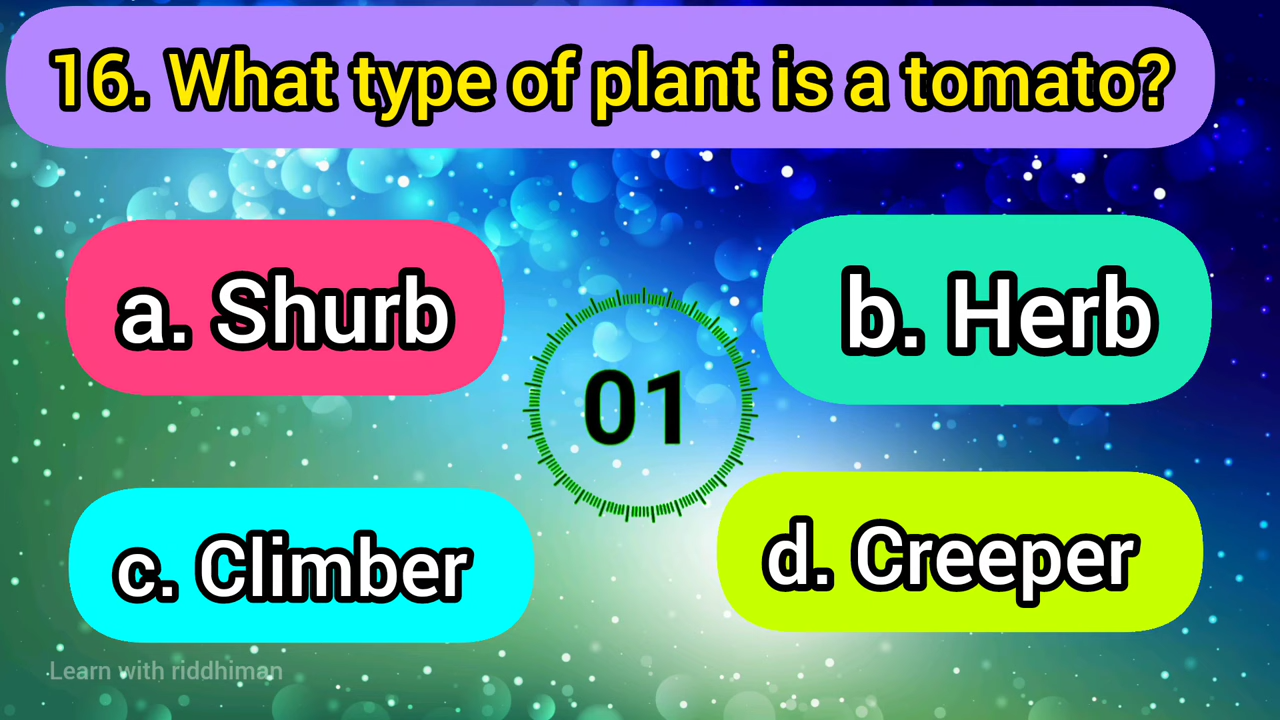 16. What type of plant is a tomato?
a. Shurb
b. Herb
01
c. Climber
d. Creeper
Learn with riddhiman